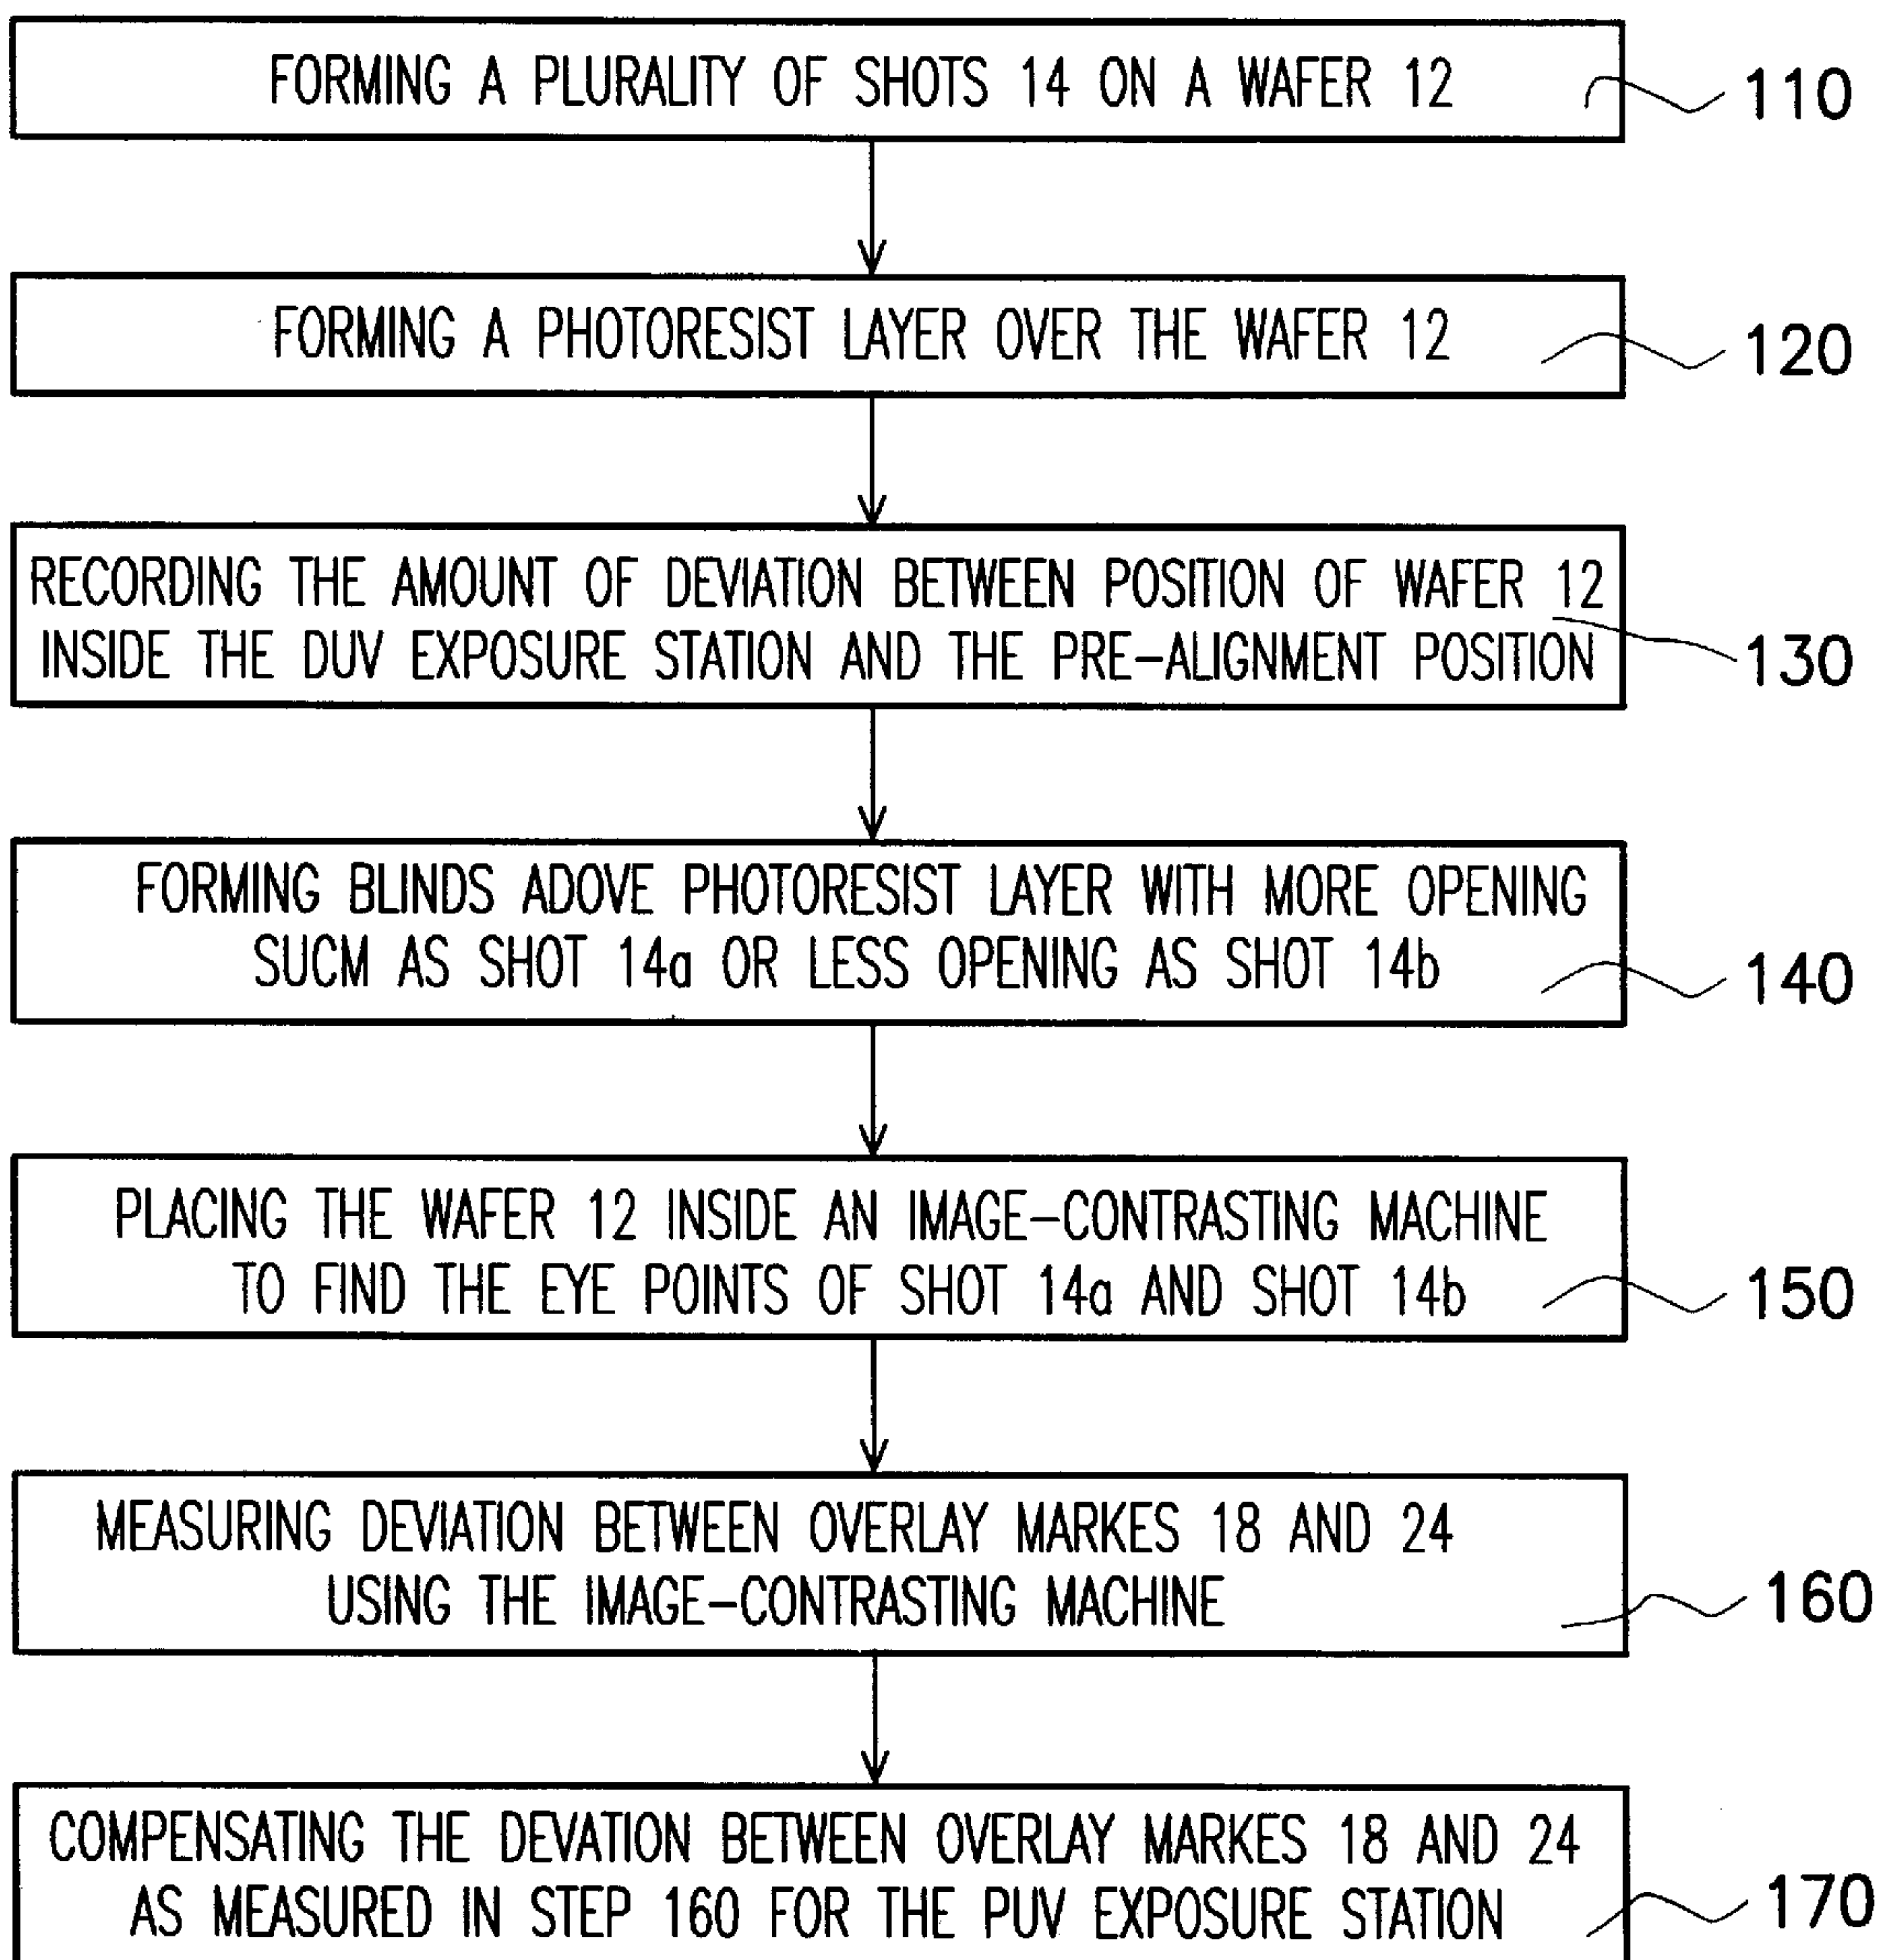 FORMING A PLURALITY OF SHOTS 14 ON A WAFER 12
110
FORMING A PHOTORESIST LAYER OVER THE WAFER 12
120
RECORDING THE AMOUNT OF DEVIATION BETWEEN POSITION OF WAFER 12
INSIDE THE DUV EXPOSURE STATION AND THE PRE-ALIGNMENT POSITION
130
FORMING BLINDS ADOVE PHOTORESIST LAYER WITH MORE OPENING
SUCM AS SHOT 14a OR LESS OPENING AS SHOT 14b
140
PLACING THE WAFER 12 INSIDE AN IMAGE-CONTRASTING MACHINE
TO FIND THE EYE POINTS OF SHOT 14a AND SHOT 14b
150
MEASURING DEVIATION BETWEEN OVERLAY MARKES 18 AND 24
USING THE IMAGE-CONTRASTING MACHINE
160
COMPENSATING THE DEVATION BETWEEN OVERLAY MARKES 18 AND 24
AS MEASURED IN STEP 160 FOR THE PUV EXPOSURE STATION
170